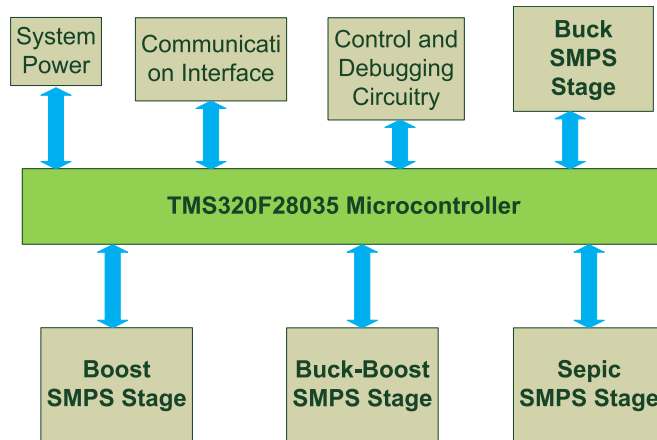 System
Power
Communicati
on Interface
Control and
Debugging
Circuitry
Buck
SMPS
Stage
TMS320F28035 Microcontroller
Boost
SMPS Stage
Buck-Boost
SMPS Stage
Sepic
SMPS Stage